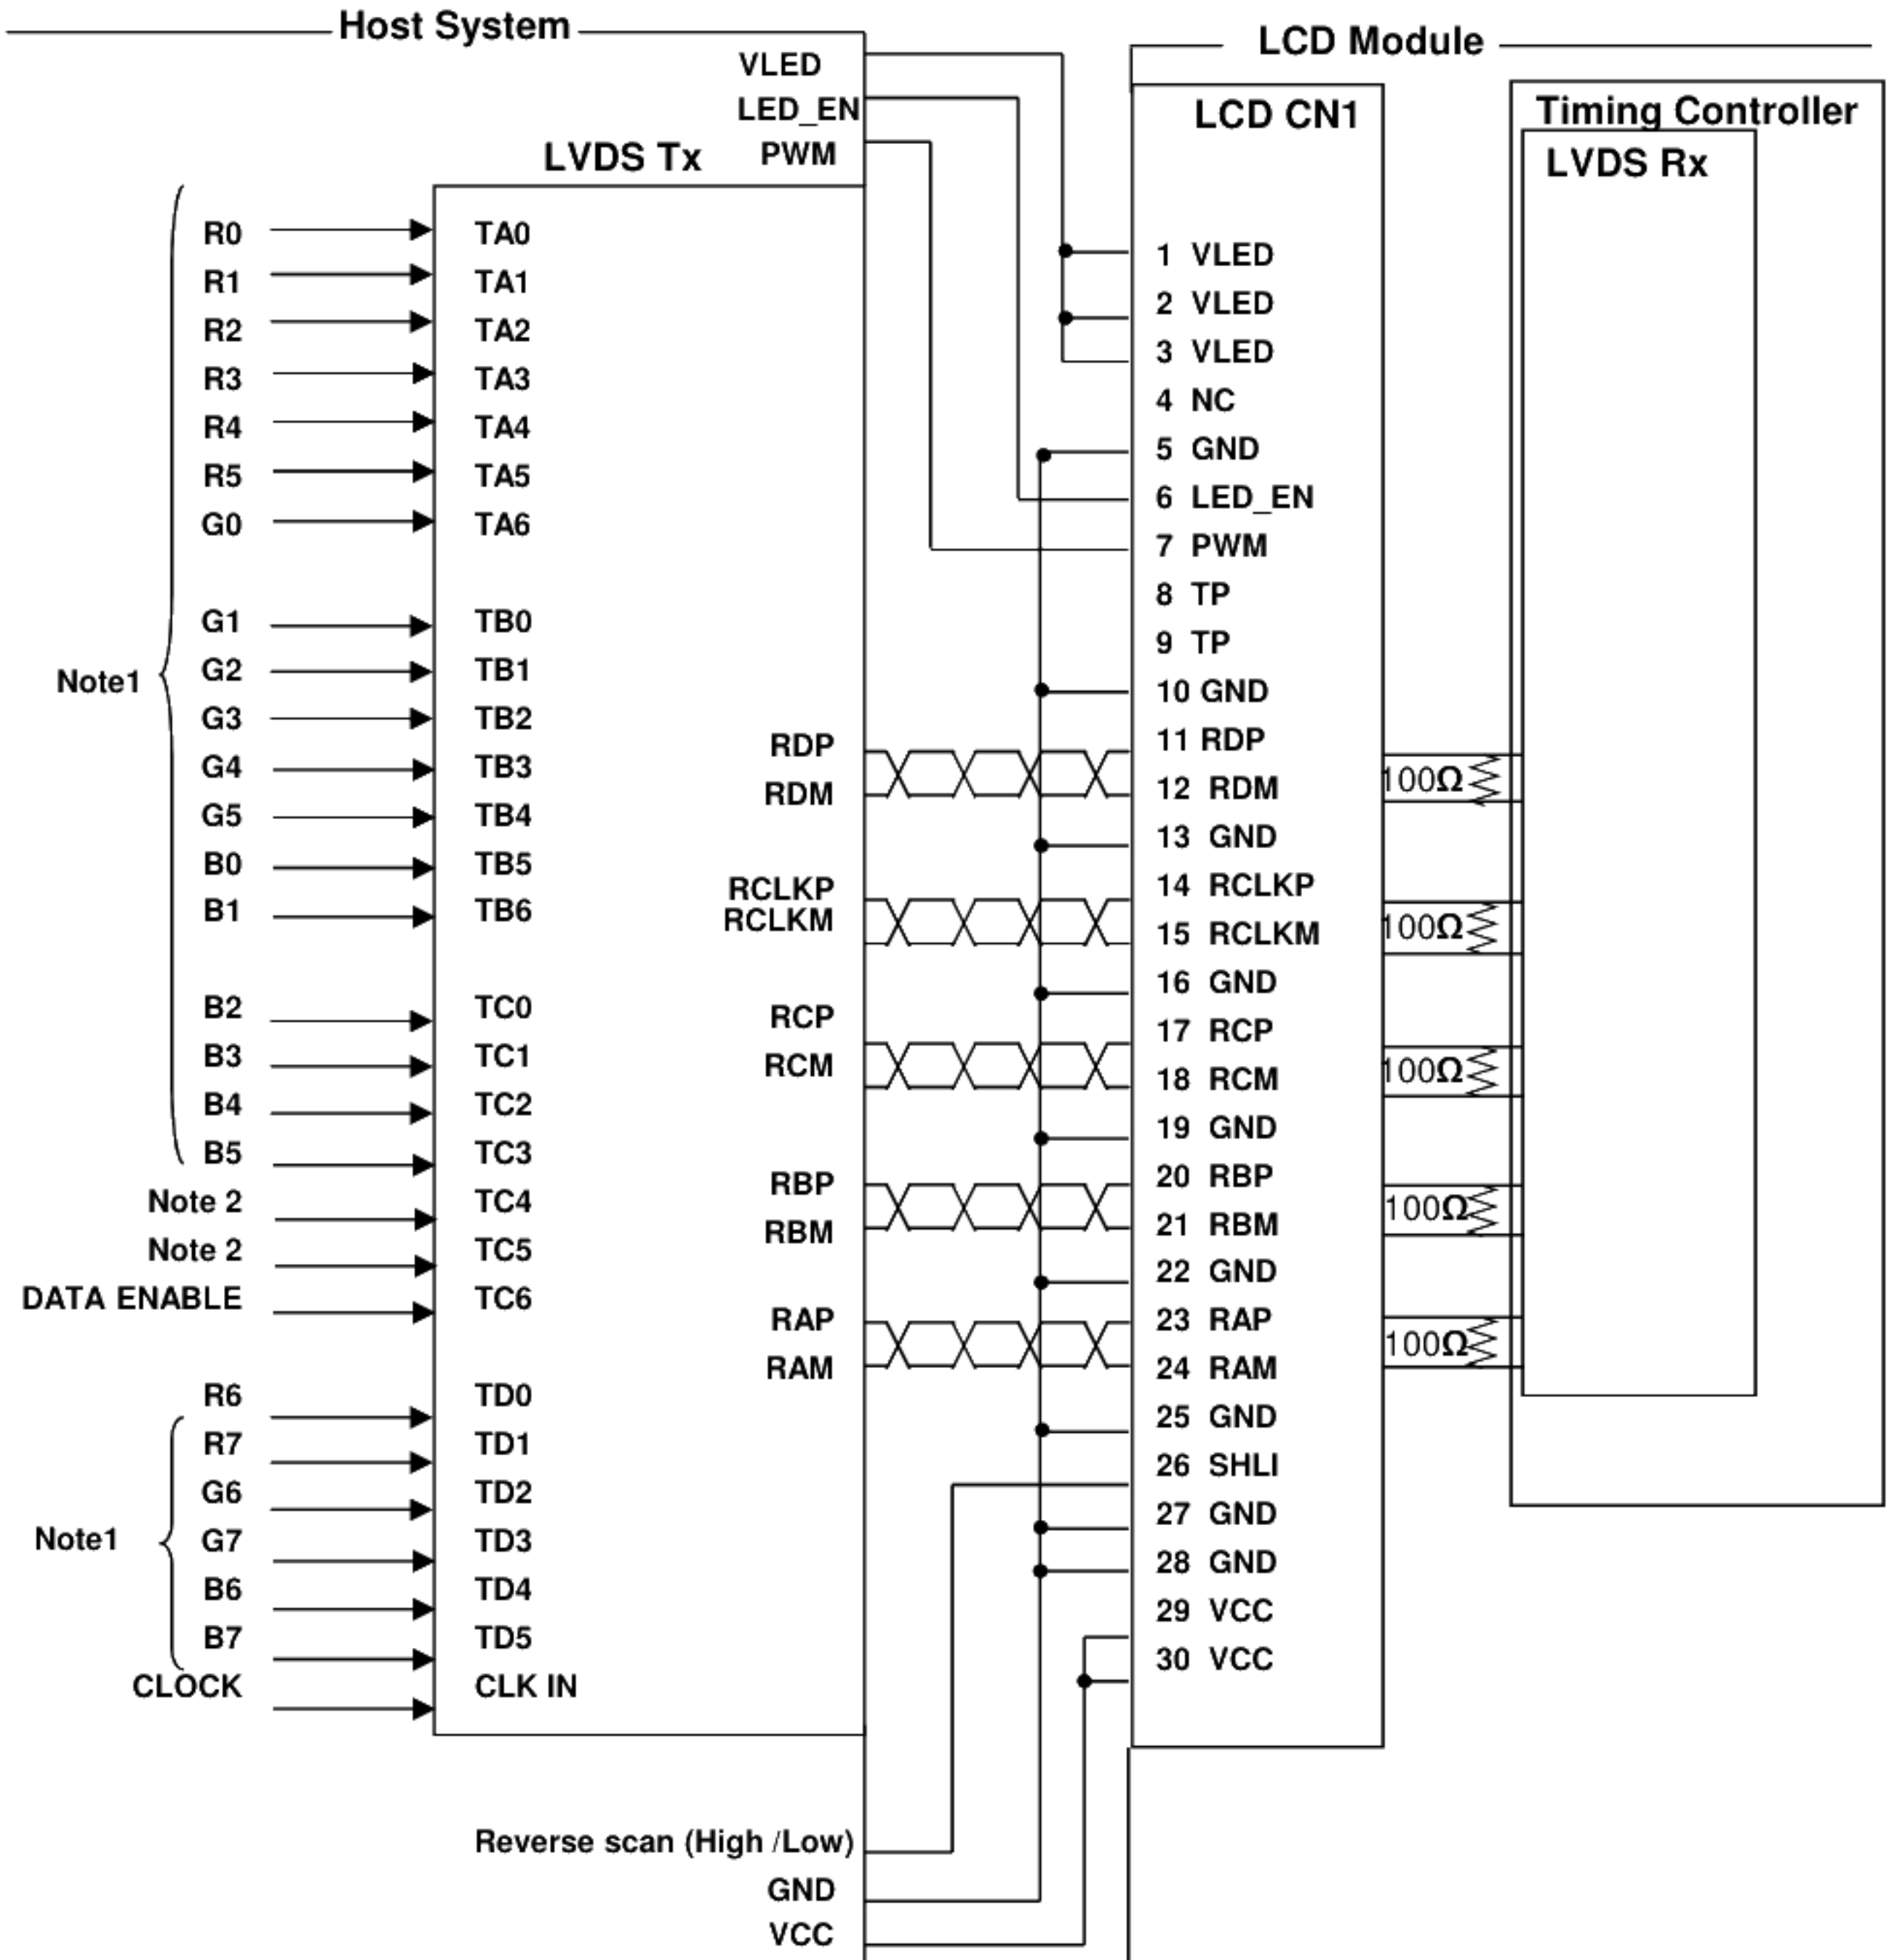 Host System
LCD Module
VLED
LED_EN
PWM
LVDS Tx
LCD CN1
Timing Controller
LVDS Rx
R0 TA0
R1 TA1
R2 TA2
R3 TA3
R4 TA4
R5 TA5
G0 TA6
G1 TB0
G2 TB1
G3 TB2
G4 TB3
G5 TB4
B0 TB5
B1 TB6
B2 TC0
B3 TC1
B4 TC2
B5 TC3
Note1
Note 2 TC4
Note 2 TC5
DATA ENABLE TC6
R6 TD0
R7 TD1
G6 TD2
G7 TD3
B6 TD4
B7 TD5
Note1
CLOCK CLK IN
RDP
RDM
RCLKP
RCLKM
RCP
RCM
RBP
RBM
RAP
RAM
Reverse scan (High /Low)
GND
VCC
1 VLED
2 VLED
3 VLED
4 NC
5 GND
6 LED_EN
7 PWM
8 TP
9 TP
10 GND
11 RDP
12 RDM
13 GND
14 RCLKP
15 RCLKM
16 GND
17 RCP
18 RCM
19 GND
20 RBP
21 RBM
22 GND
23 RAP
24 RAM
25 GND
26 SHLI
27 GND
28 GND
29 VCC
30 VCC
100Ω
100Ω
100Ω
100Ω
100Ω